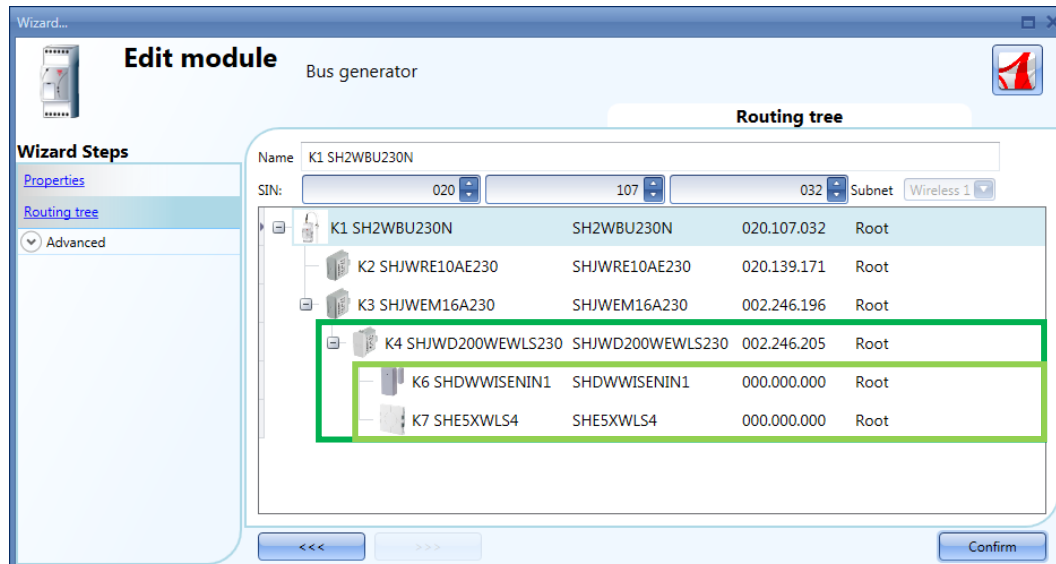 Wizard...
Edit module
Bus generator
Routing tree
Wizard Steps
Properties
Routing tree
Advanced
Name K1 SH2WBU230N
SIN: 020 107 032 Subnet Wireless 1
K1 SH2WBU230N SH2WBU230N 020.107.032 Root
K2 SHJWRE10AE230 SHJWRE10AE230 020.139.171 Root
K3 SHJWEM16A230 SHJWEM16A230 002.246.196 Root
K4 SHJWD200WEWLS230 SHJWD200WEWLS230 002.246.205 Root
K6 SHDWWISENIN1 SHDWWISENIN1 000.000.000 Root
K7 SHE5XWLS4 SHE5XWLS4 000.000.000 Root
<<< >>> Confirm